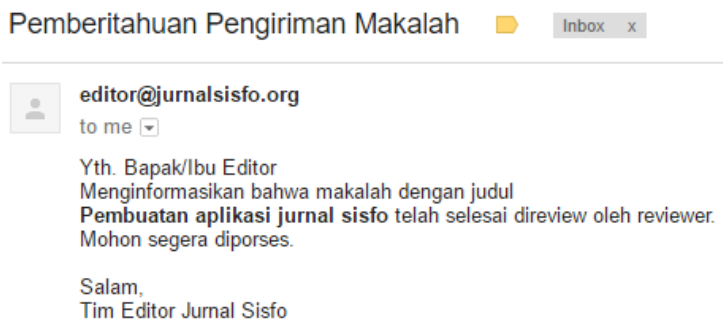 Pemberitahuan Pengiriman Makalah
Inbox x
editor@jurnalsisfo.org
to me
Yth. Bapak/Ibu Editor
Menginformasikan bahwa makalah dengan judul
Pembuatan aplikasi jurnal sisfo telah selesai direview oleh reviewer.
Mohon segera diporses.
Salam,
Tim Editor Jurnal Sisfo